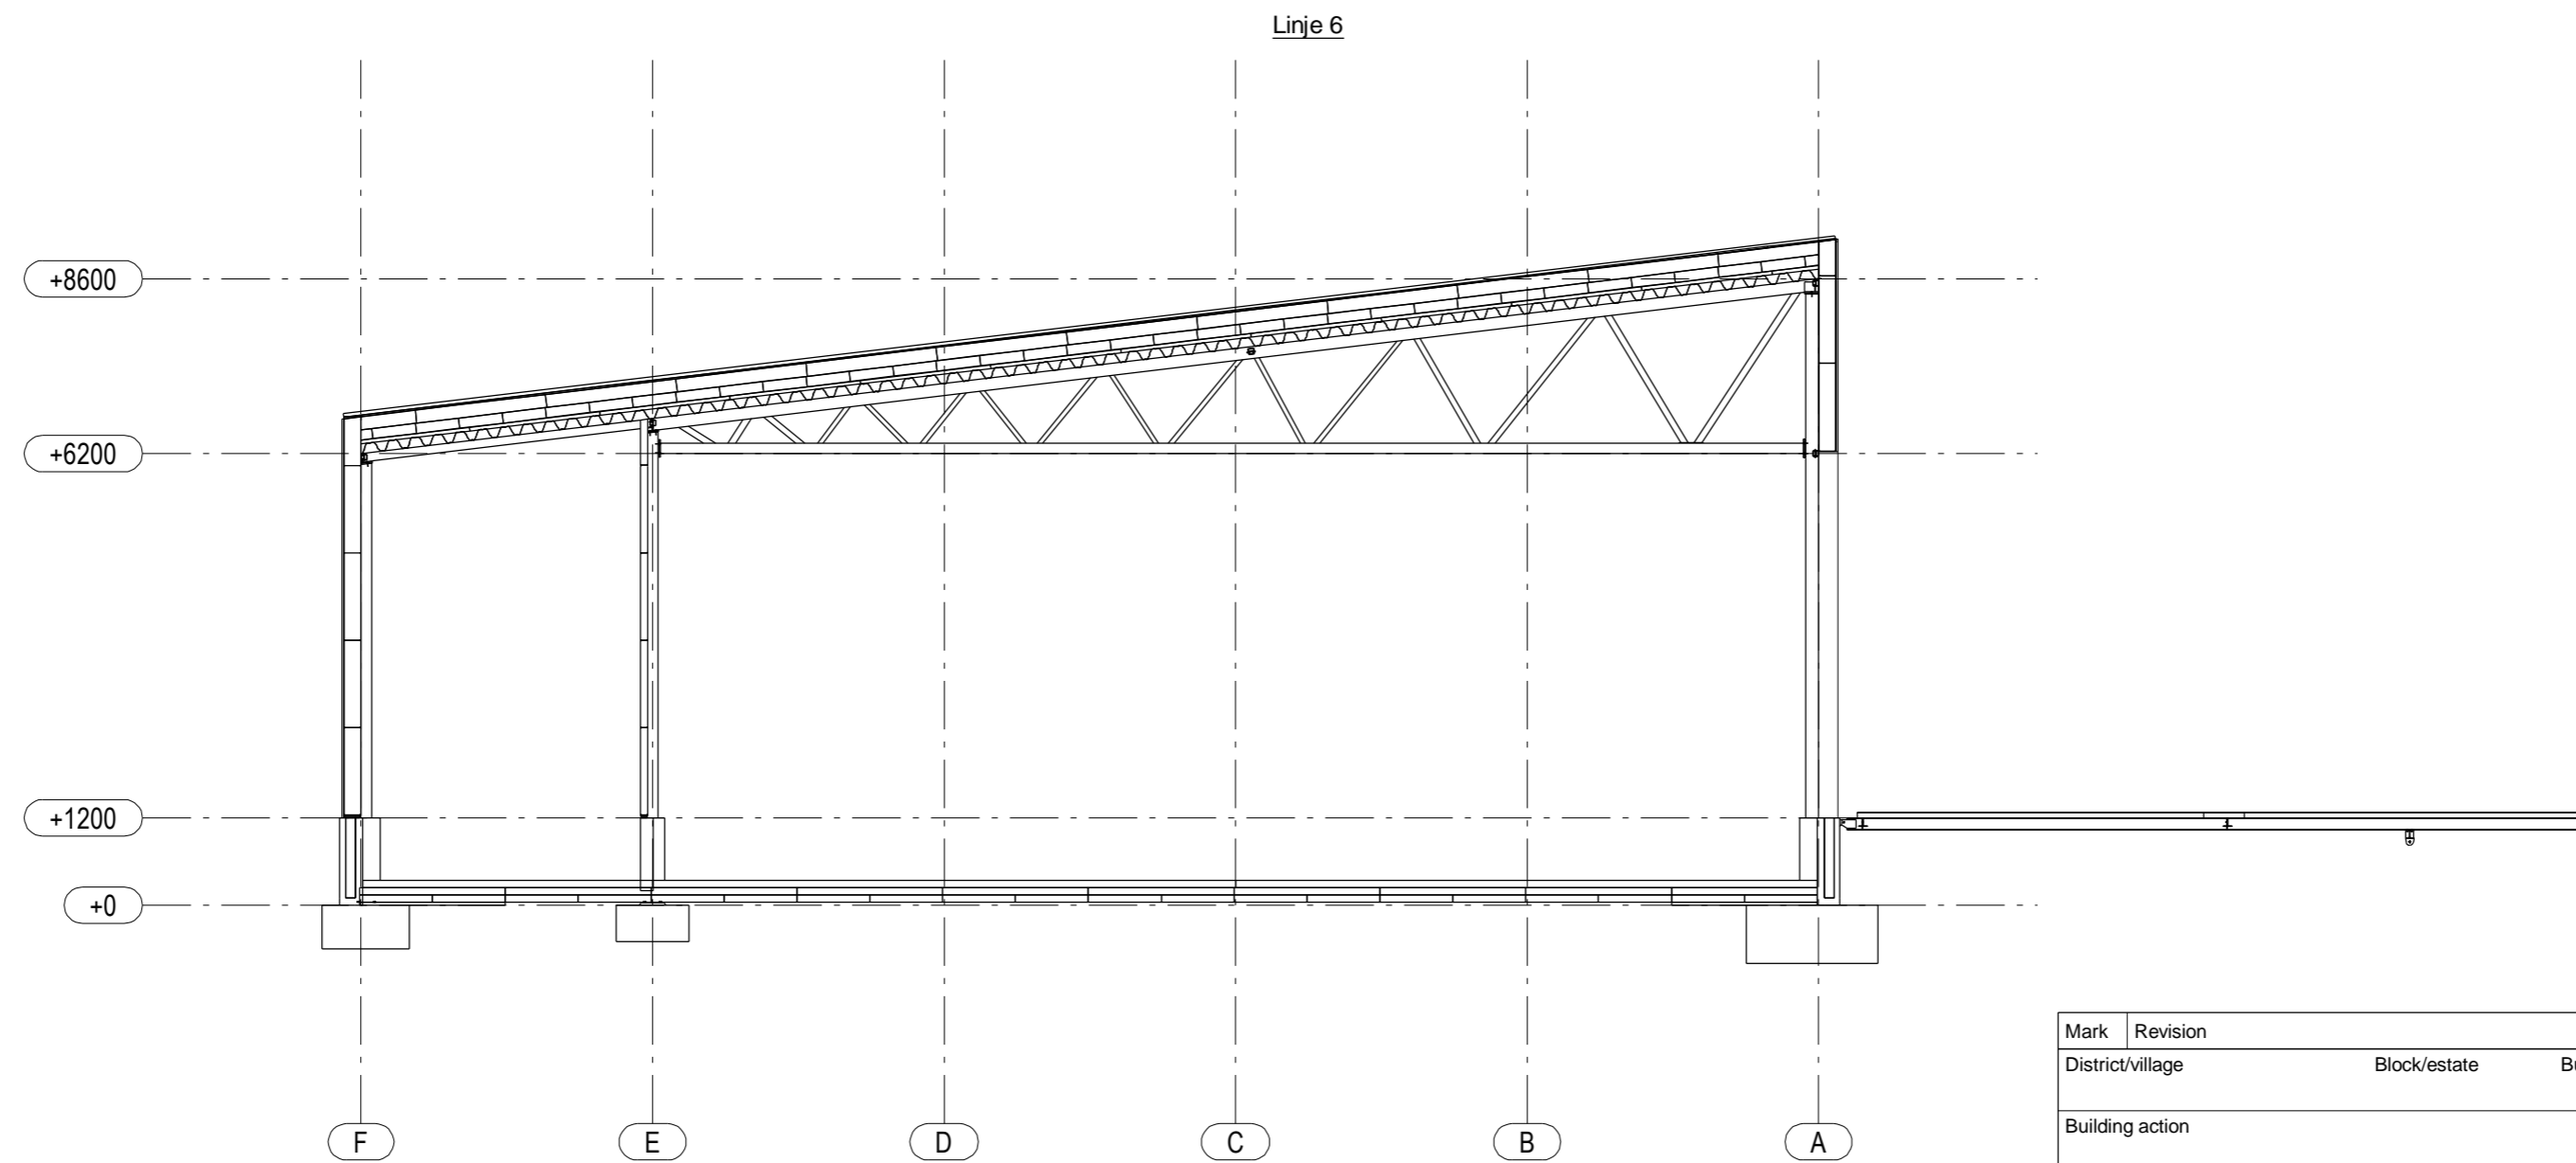 Linje 6
+8600
+6200
+1200
+0
Mark Revision
District/village Block/estate
Building action
F E D C B A